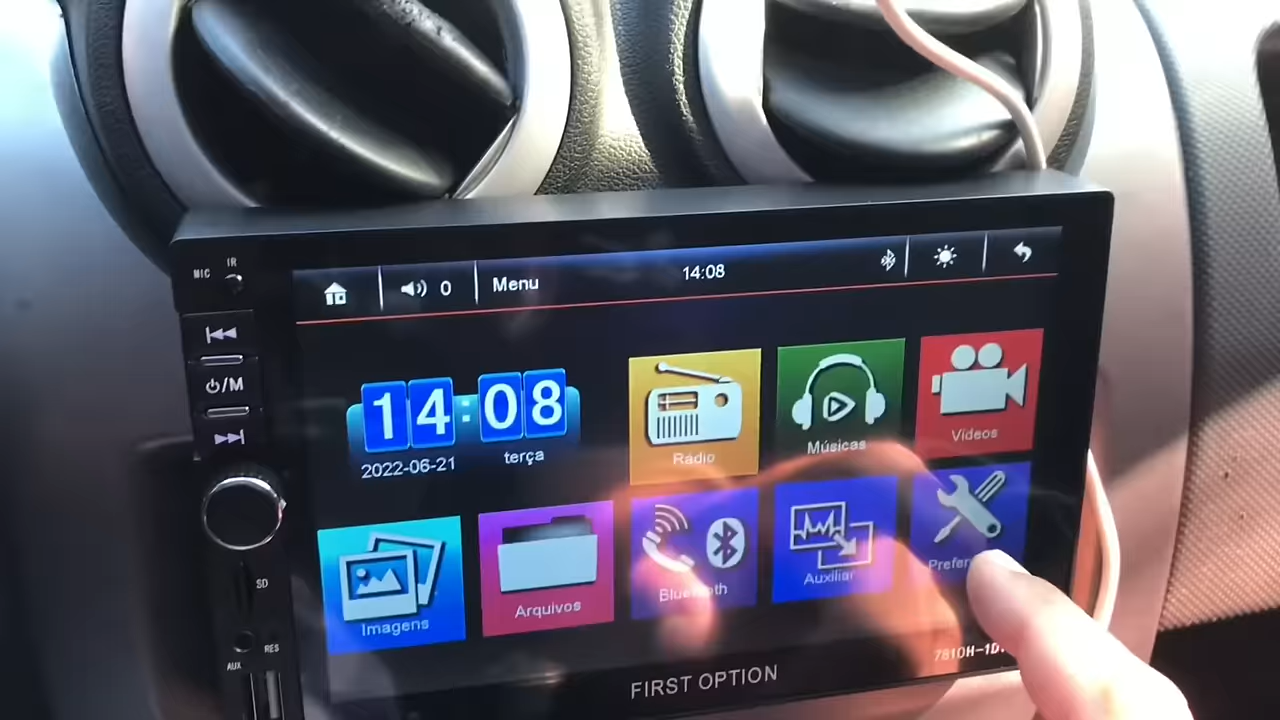 MIC
IR
0
Menu
14:08
/M
14:08
2022-06-21
terça
Rádio
Músicas
Vídeos
Imagens
Arquivos
Auxiliar
SD
AUX
RES
FIRST OPTION